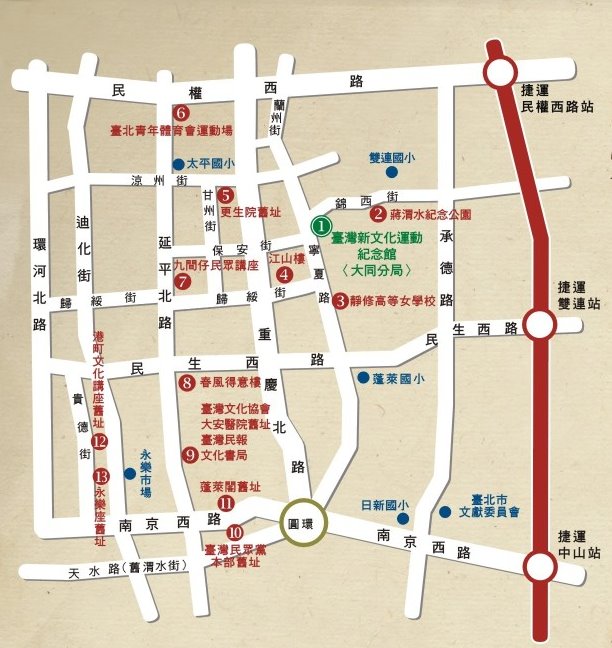 民權西路
捷運
民權西路站
蘭州街
6
臺北青年體育會運動場
太平國小
雙連國小
涼州街
甘州街
5
更生院舊址
錦西街
2
蔣渭水紀念公園
1
臺灣新文化運動
紀念館
〈大同分局〉
迪化街
環河北路
延平北路
保安街
九間仔民眾講座
7
江山樓
4
寧夏路
承德路
歸綏街
歸綏街
3
靜修高等女學校
捷運
雙連站
重慶北路
民生西路
民生西路
港町文化講座舊址
12
貴德街
8
春風得意樓
蓬萊國小
臺灣文化協會
大安醫院舊址
臺灣民報
9
文化書局
永樂市場
13
永樂座舊址
蓬萊閣舊址
11
南京西路
圓環
10
臺灣民眾黨
本部舊址
日新國小
臺北市
文獻委員會
南京西路
捷運
中山站
天水路(舊渭水街)